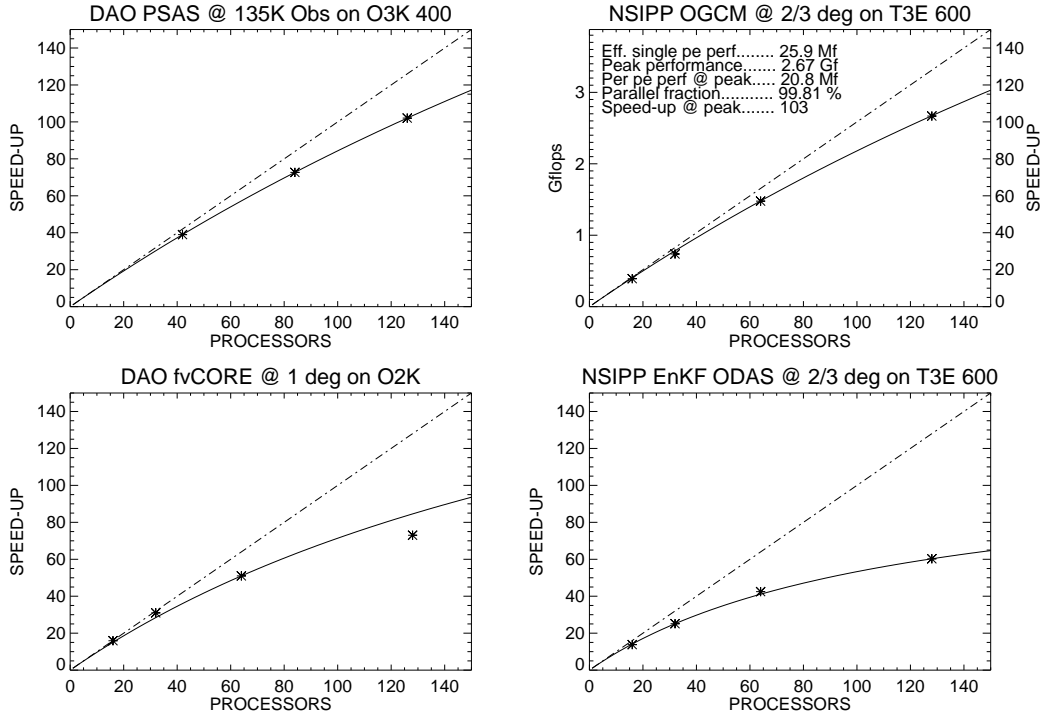 DAO PSAS @ 135K Obs on O3K 400
SPEED-UP
140
120
100
80
60
40
20
0
0 20 40 60 80 100 120 140
PROCESSORS
NSIPP OGCM @ 2/3 deg on T3E 600
Eff. single pe perf....... 25.9 Mf
Peak performance....... 2.67 Gf
Per pe perf @ peak..... 20.8 Mf
Parallel fraction........... 99.81 %
Speed-up @ peak....... 103
Gflops
3
2
1
0
140
120
100
80
60
40
20
0
SPEED-UP
0 20 40 60 80 100 120 140
PROCESSORS
DAO fvCORE @ 1 deg on O2K
SPEED-UP
140
120
100
80
60
40
20
0
0 20 40 60 80 100 120 140
PROCESSORS
NSIPP EnKF ODAS @ 2/3 deg on T3E 600
SPEED-UP
140
120
100
80
60
40
20
0
0 20 40 60 80 100 120 140
PROCESSORS